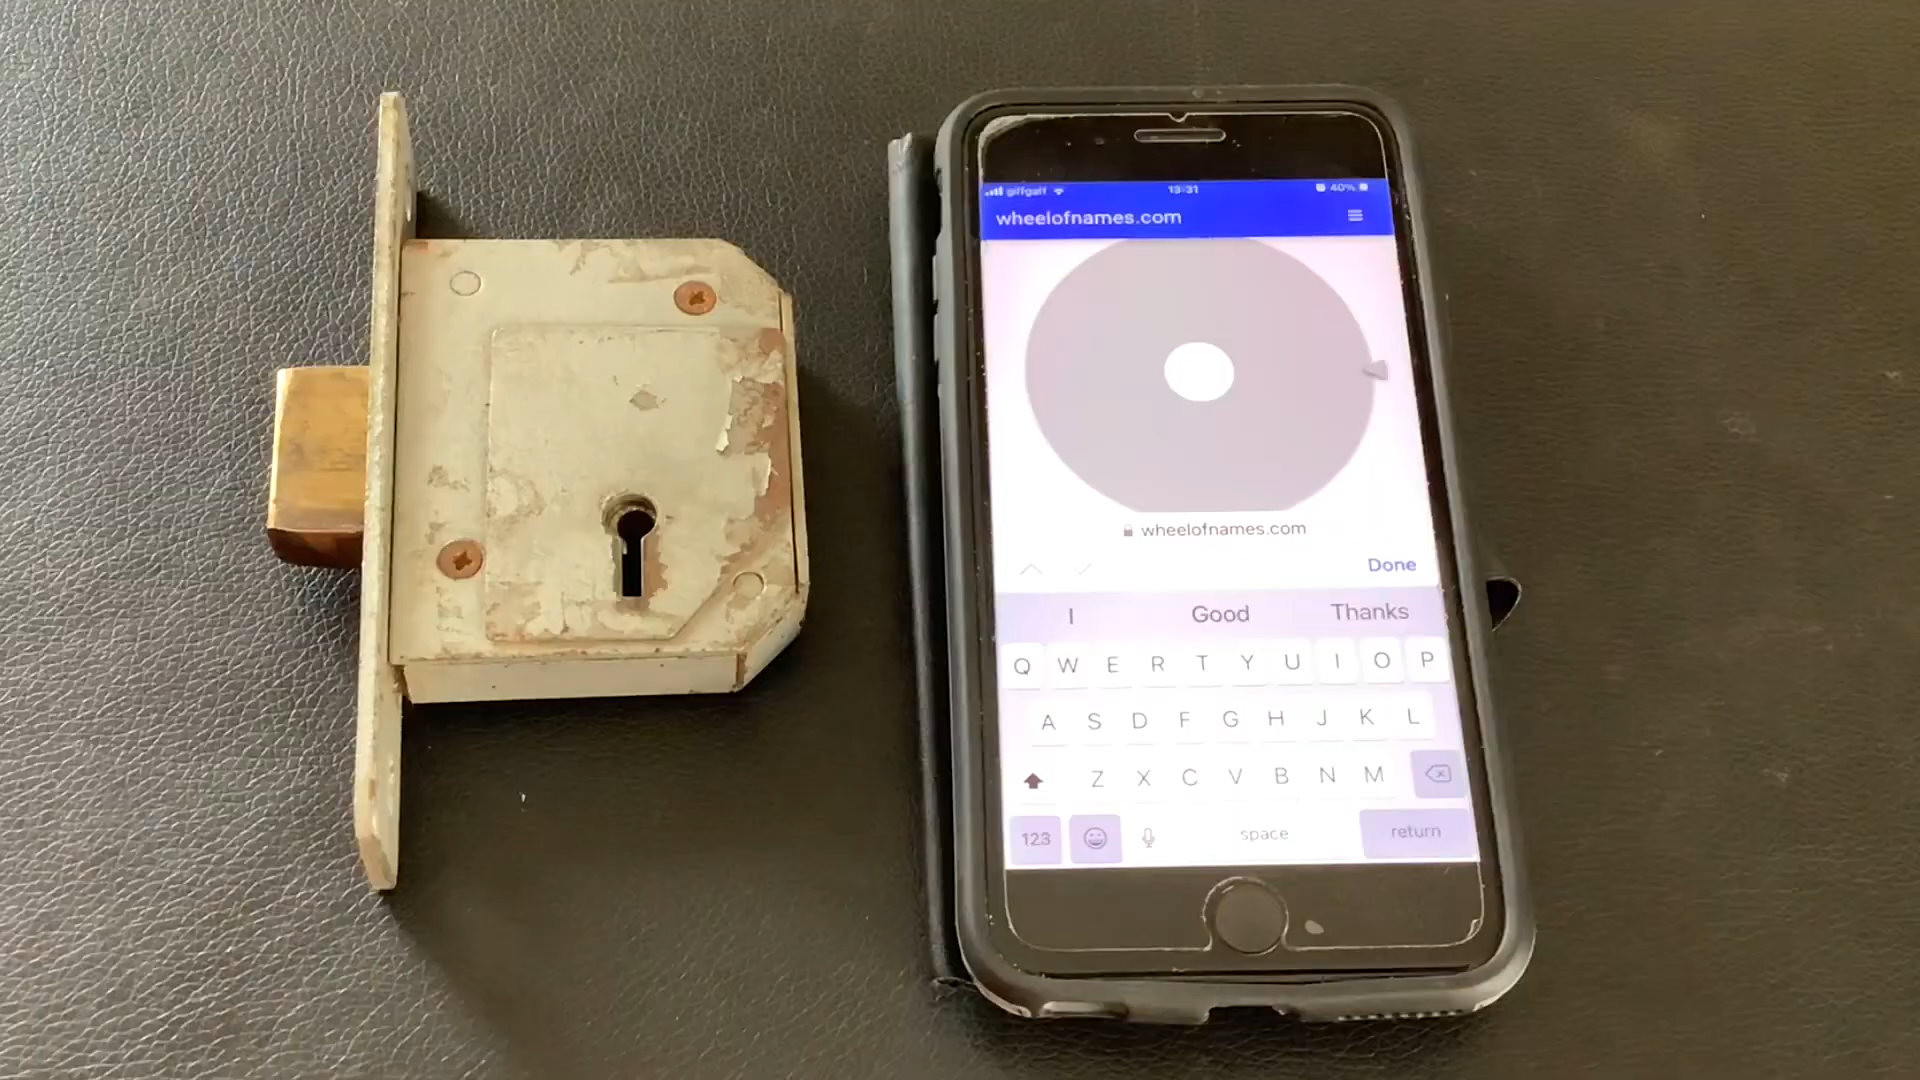 giffgaff 13:31 40%
wheelofnames.com
wheelofnames.com
Done
I Good Thanks
Q W E R T Y U I O P
A S D F G H J K L
Z X C V B N M
123 space return